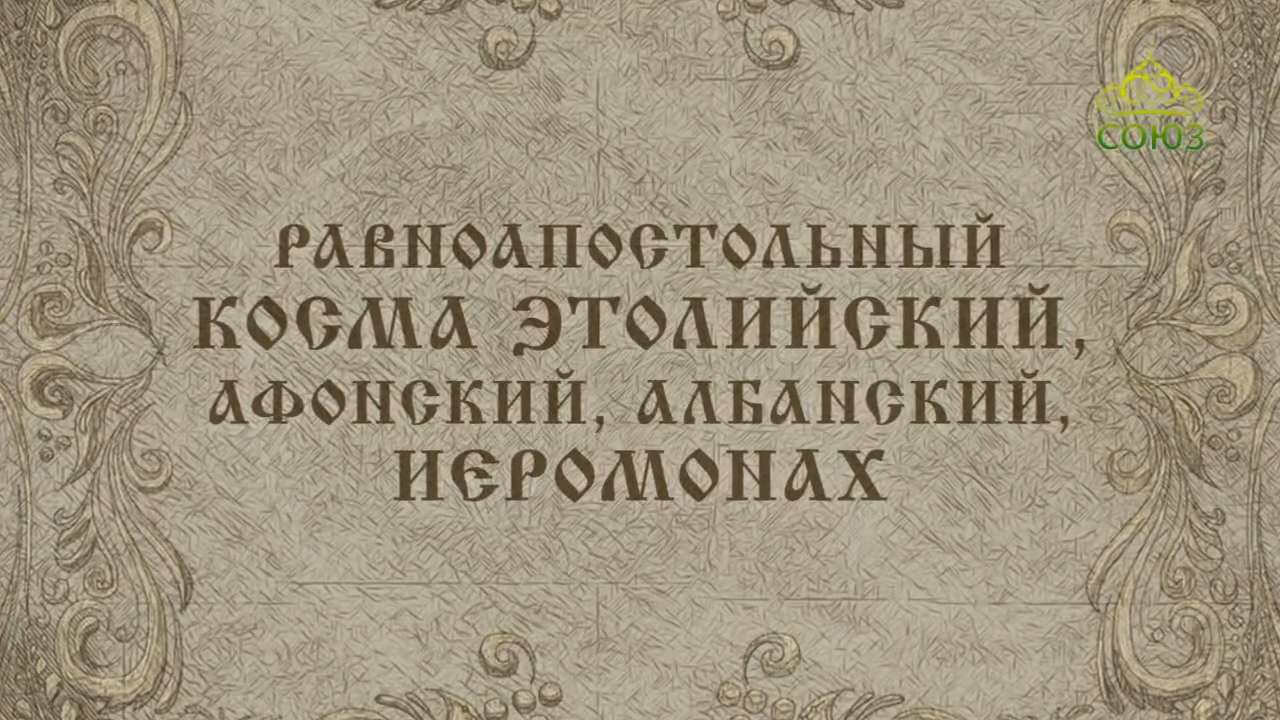 СОЮЗ
РАВНОАПОСТОЛЬНЫЙ
КОСМА ЭТОЛИЙСКИЙ,
АФОНСКИЙ, АЛБАНСКИЙ,
ИЕРОМОНАХ